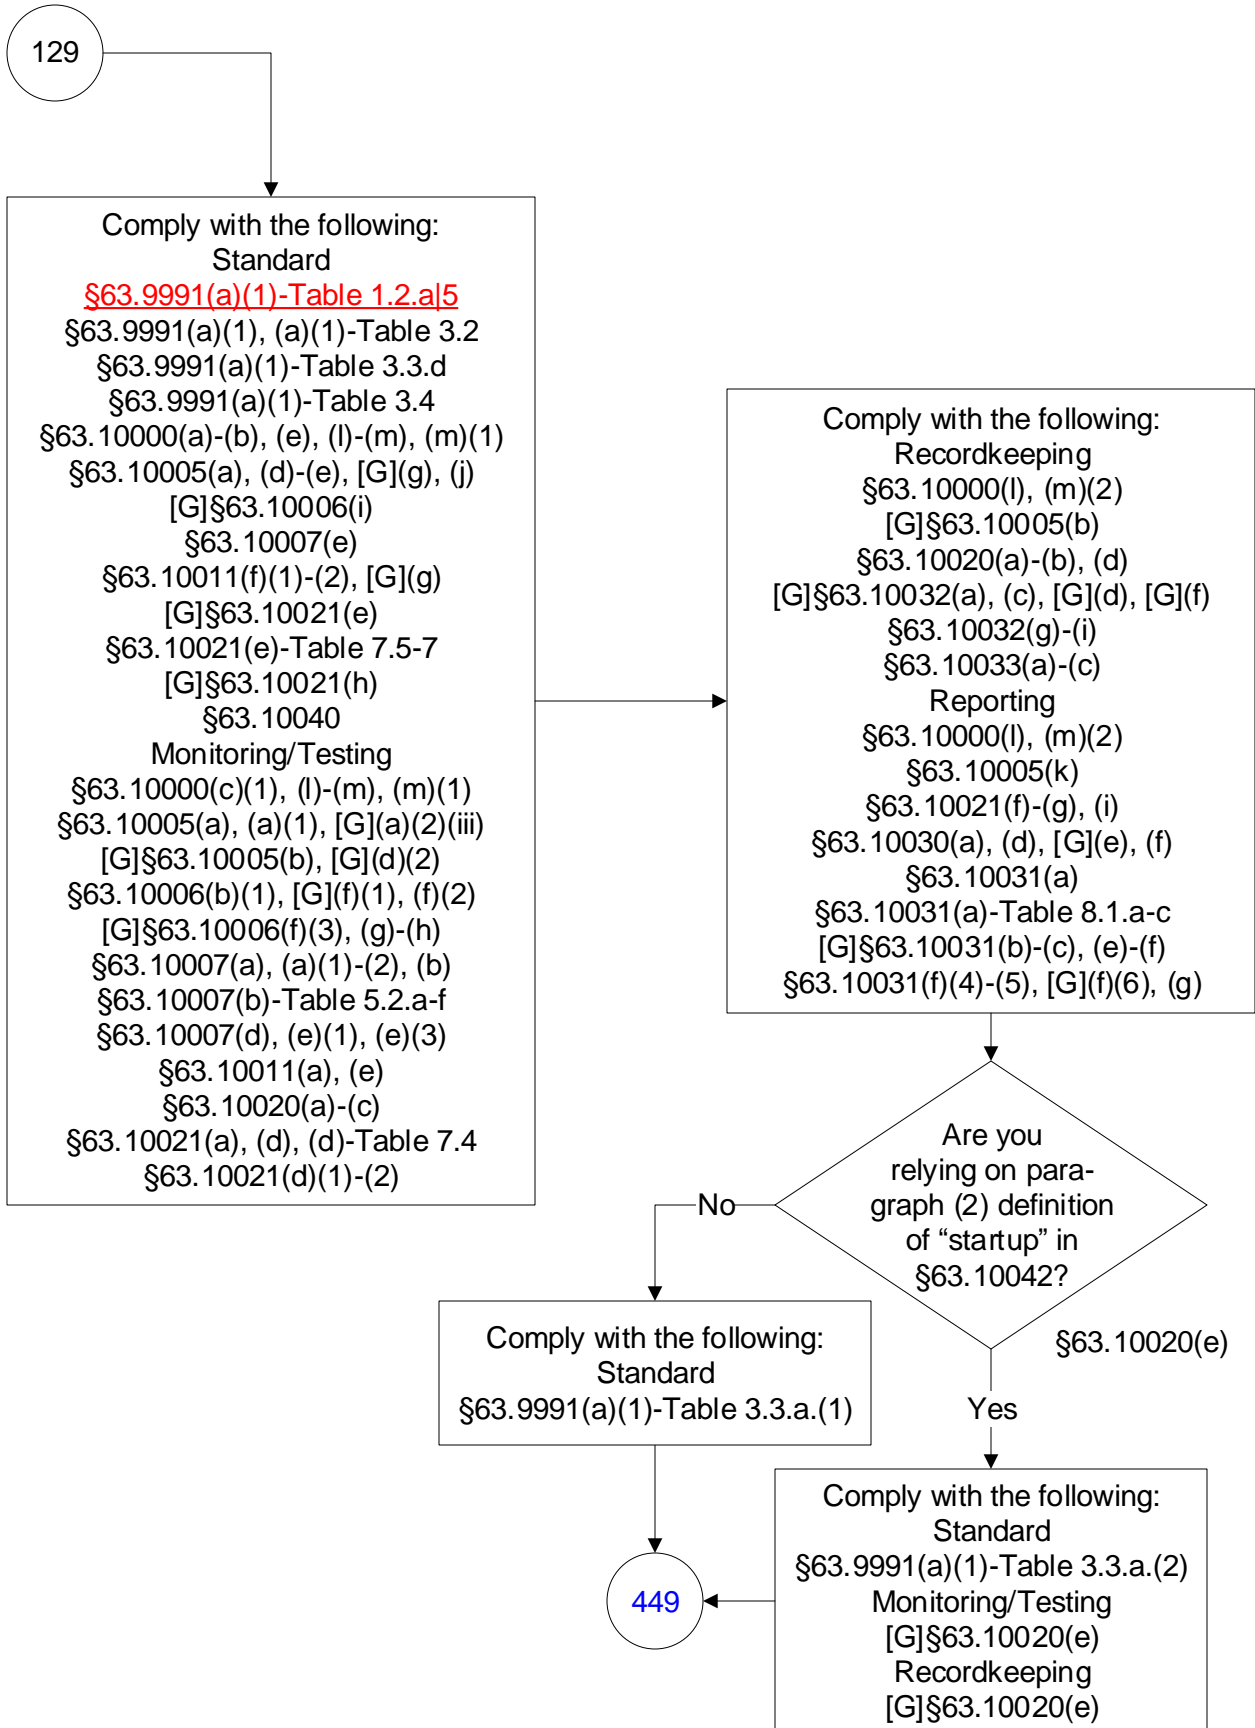 129
Comply with the following:
Standard
§63.9991(a)(1)-Table 1.2.a|5
§63.9991(a)(1), (a)(1)-Table 3.2
§63.9991(a)(1)-Table 3.3.d
§63.9991(a)(1)-Table 3.4
§63.10000(a)-(b), (e), (l)-(m), (m)(1)
§63.10005(a), (d)-(e), [G](g), (j)
[G]§63.10006(i)
§63.10007(e)
§63.10011(f)(1)-(2), [G](g)
[G]§63.10021(e)
§63.10021(e)-Table 7.5-7
[G]§63.10021(h)
§63.10040
Monitoring/Testing
§63.10000(c)(1), (l)-(m), (m)(1)
§63.10005(a), (a)(1), [G](a)(2)(iii)
[G]§63.10005(b), [G](d)(2)
§63.10006(b)(1), [G](f)(1), (f)(2)
[G]§63.10006(f)(3), (g)-(h)
§63.10007(a), (a)(1)-(2), (b)
§63.10007(b)-Table 5.2.a-f
§63.10007(d), (e)(1), (e)(3)
§63.10011(a), (e)
§63.10020(a)-(c)
§63.10021(a), (d), (d)-Table 7.4
§63.10021(d)(1)-(2)
Comply with the following:
Recordkeeping
§63.10000(l), (m)(2)
[G]§63.10005(b)
§63.10020(a)-(b), (d)
[G]§63.10032(a), (c), [G](d), [G](f)
§63.10032(g)-(i)
§63.10033(a)-(c)
Reporting
§63.10000(l), (m)(2)
§63.10005(k)
§63.10021(f)-(g), (i)
§63.10030(a), (d), [G](e), (f)
§63.10031(a)
§63.10031(a)-Table 8.1.a-c
[G]§63.10031(b)-(c), (e)-(f)
§63.10031(f)(4)-(5), [G](f)(6), (g)
Are you
relying on para-
graph (2) definition
of “startup” in
§63.10042?
§63.10020(e)
No
Comply with the following:
Standard
§63.9991(a)(1)-Table 3.3.a.(1)
Yes
Comply with the following:
Standard
§63.9991(a)(1)-Table 3.3.a.(2)
Monitoring/Testing
[G]§63.10020(e)
Recordkeeping
[G]§63.10020(e)
449